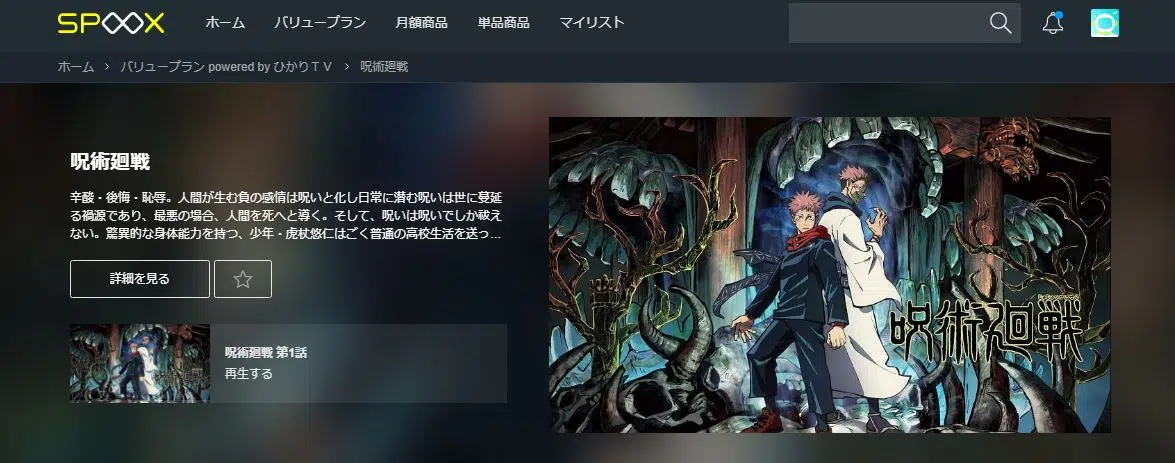 SPOOX ホーム バリュープラン 月額商品 単品商品 マイリスト
ホーム > バリュープラン powered by ひかりＴＶ > 呪術廻戦
呪術廻戦
辛酸・後悔・恥辱。人間が生む負の感情は呪いと化し日常に潜む呪いは世に蔓延
る禍源であり、最悪の場合、人間を死へと導く。そして、呪いは呪いでしか祓え
ない。驚異的な身体能力を持つ、少年・虎杖悠仁はごく普通の高校生活を送っ...
詳細を見る
呪術廻戦 第1話
再生する
呪術廻戦